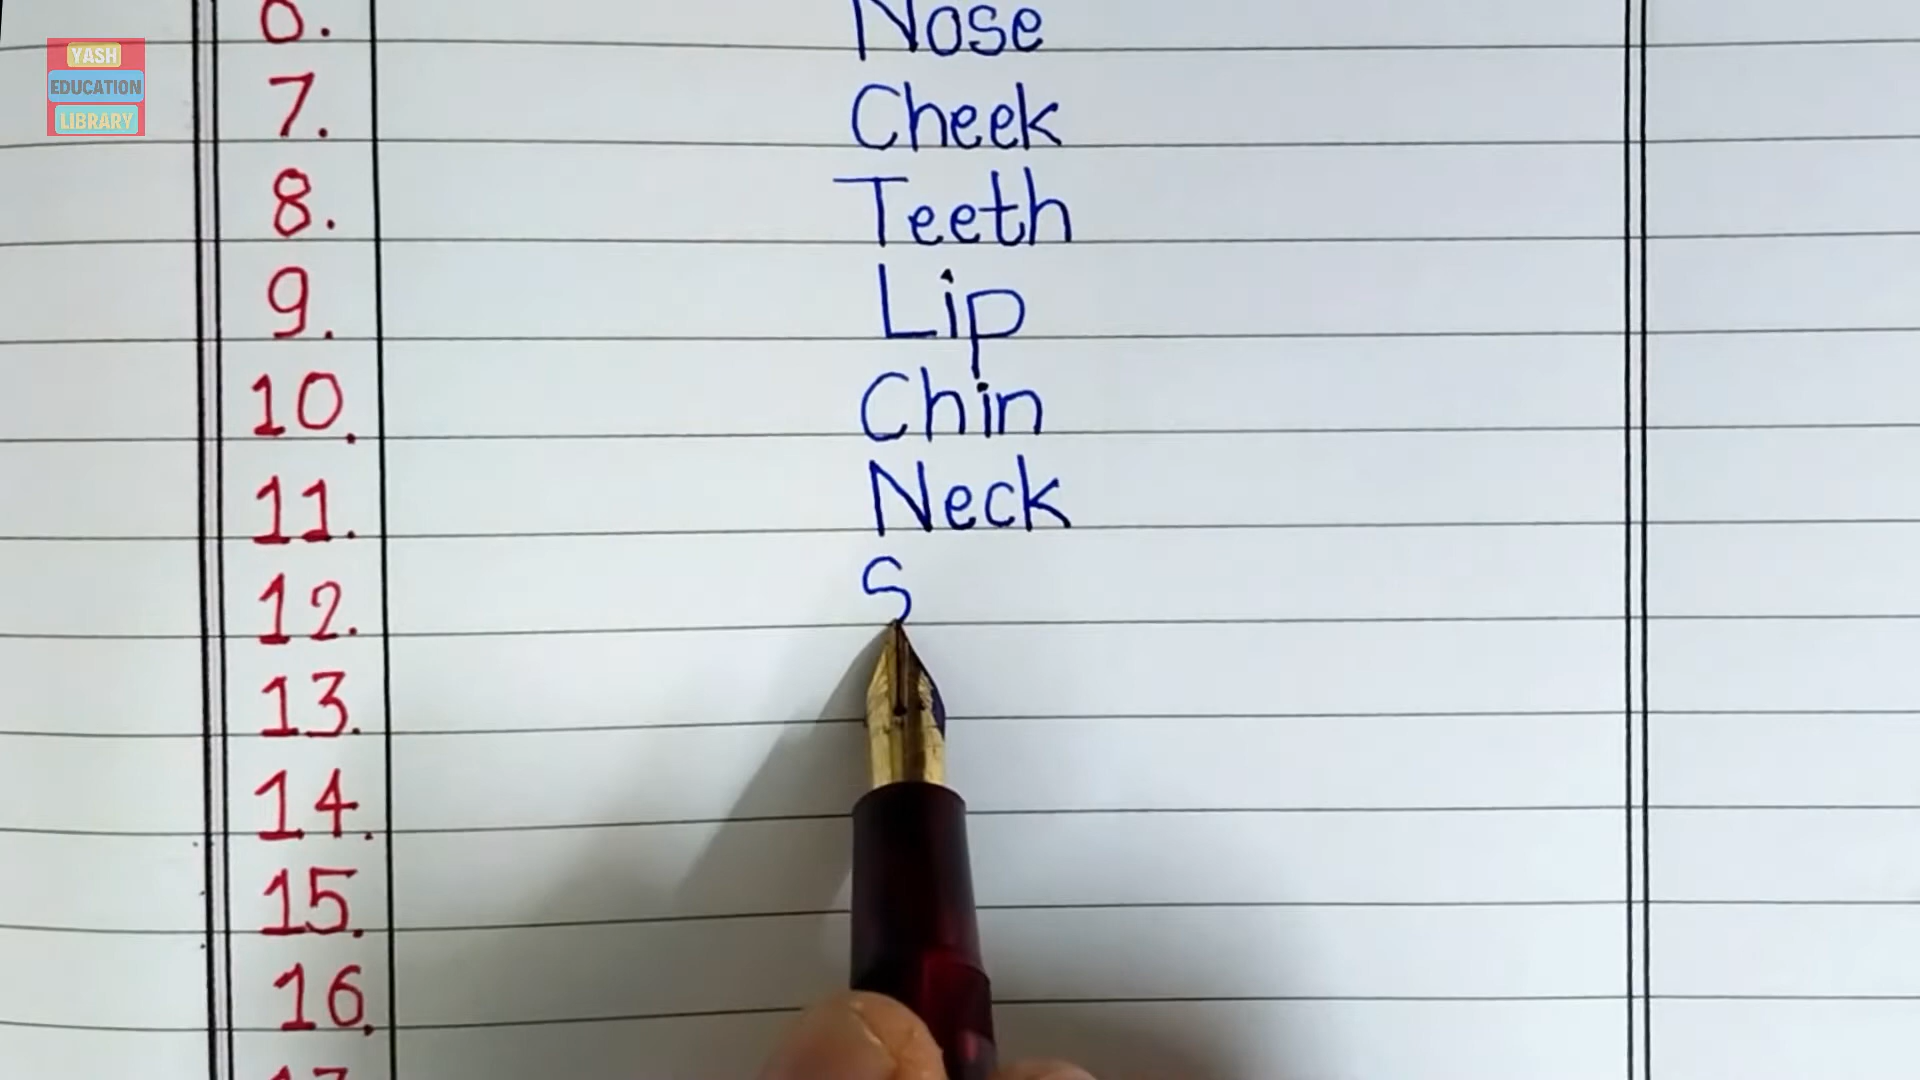 YASH
EDUCATION
LIBRARY
6. Nose
7. Cheek
8. Teeth
9. Lip
10. Chin
11. Neck
12. S
13.
14.
15.
16.
17.